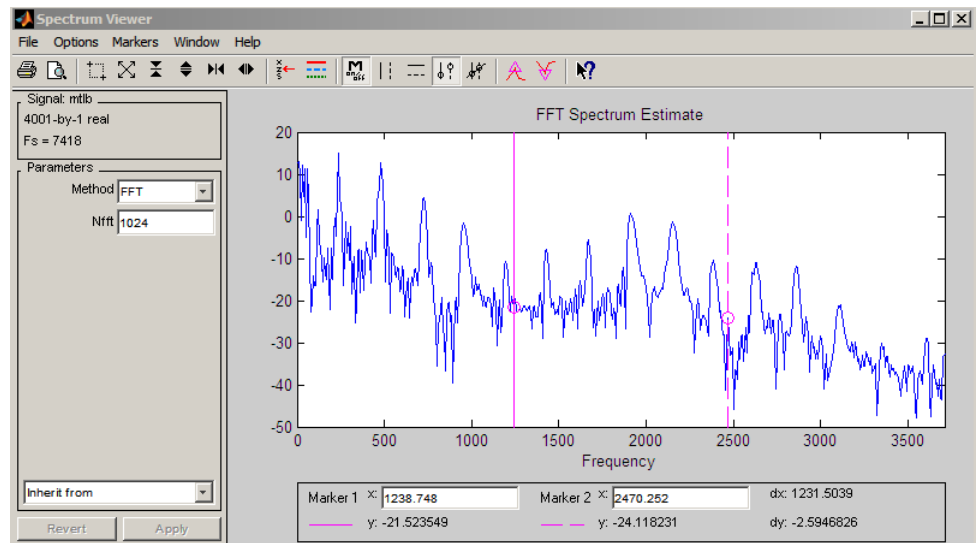 Spectrum Viewer
File Options Markers Window Help
Signal: mtlb
4001-by-1 real
Fs = 7418
Parameters
Method FFT
Nfft 1024
Inherit from
Revert Apply
FFT Spectrum Estimate
20
10
0
-10
-20
-30
-40
-50
0 500 1000 1500 2000 2500 3000 3500
Frequency
Marker 1 x: 1238.748 Marker 2 x: 2470.252 dx: 1231.5039
y: -21.523549 y: -24.118231 dy: -2.5946826